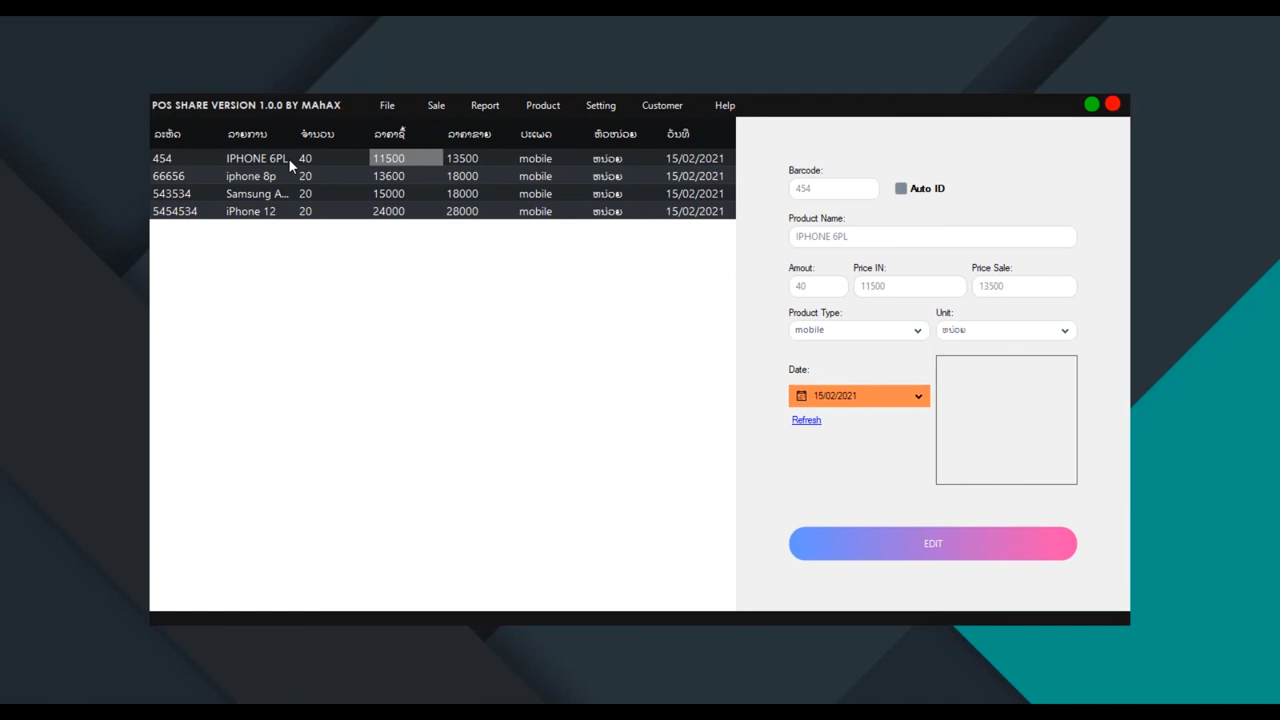 POS SHARE VERSION 1.0.0 BY MAhAX File Sale Report Product Setting Customer Help
ລະຫັດ ລາຍການ ຈຳນວນ ລາຄາຊື້ ລາຄາຂາຍ ປະເພດ ຫົວໜ່ວຍ ວັນທີ
454 IPHONE 6PL 40 11500 13500 mobile ຫນ່ວຍ 15/02/2021
66656 iphone 8p 20 13600 18000 mobile ຫນ່ວຍ 15/02/2021
543534 Samsung A... 20 15000 18000 mobile ຫນ່ວຍ 15/02/2021
5454534 iPhone 12 20 24000 28000 mobile ຫນ່ວຍ 15/02/2021
Barcode:
454 Auto ID
Product Name:
IPHONE 6PL
Amout: Price IN: Price Sale:
40 11500 13500
Product Type: Unit:
mobile ຫນ່ວຍ
Date:
15/02/2021
Refresh
EDIT